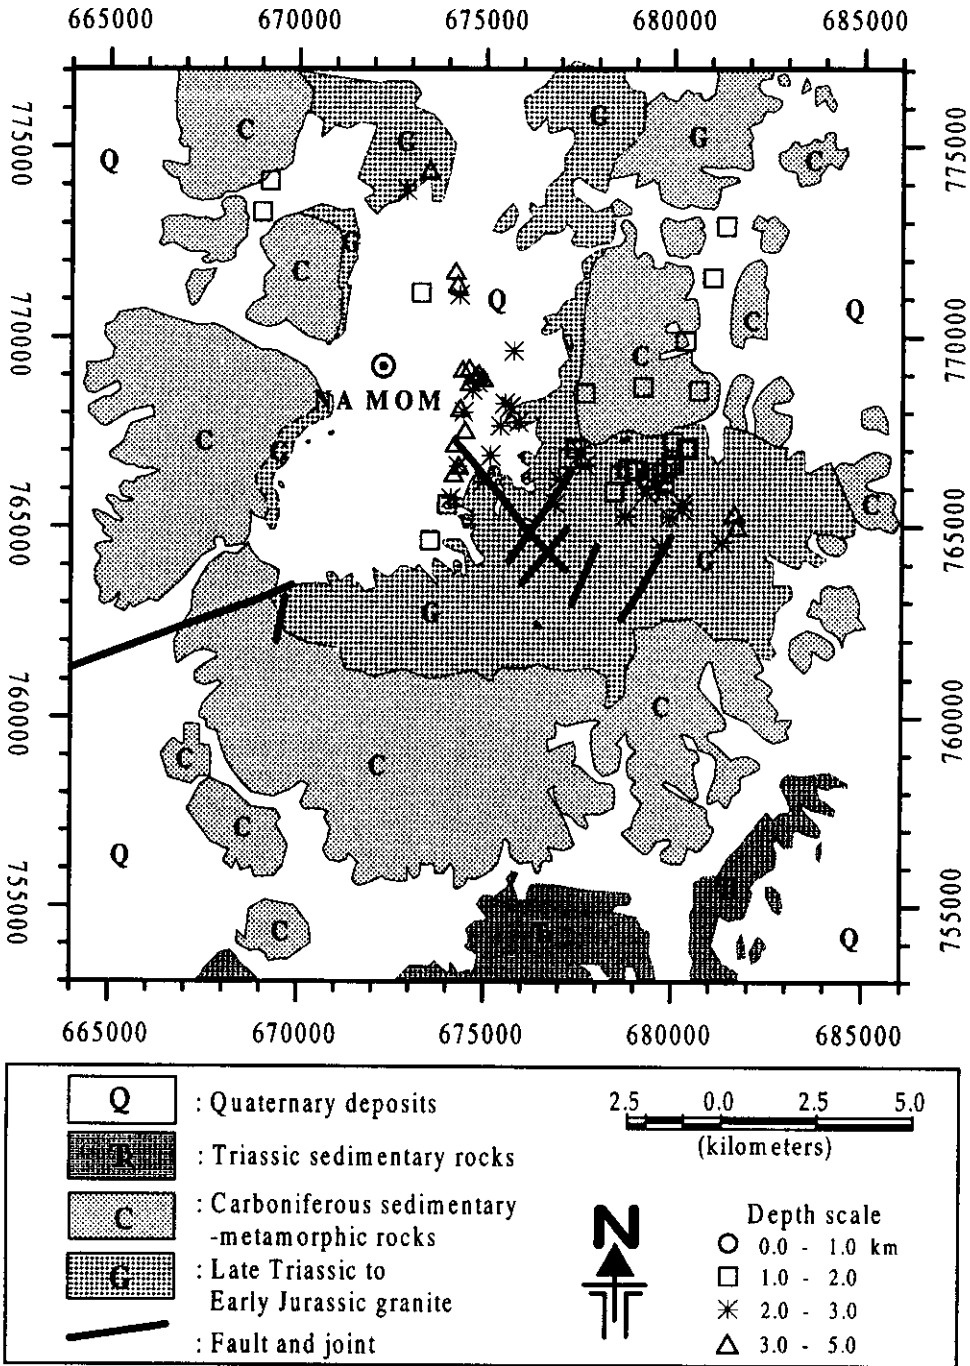 665000 670000 675000 680000 685000
775000 775000
C G G G C
Q
G
C Q Q
770000 770000
C C
NA MOM
C G
765000 C 765000
G
G
760000 C 760000
C C
C
Q
755000 C Q 755000
665000 670000 675000 680000 685000
Q : Quaternary deposits
: Triassic sedimentary rocks
C : Carboniferous sedimentary
-metamorphic rocks
G : Late Triassic to
Early Jurassic granite
: Fault and joint
2.5 0.0 2.5 5.0
(kilometers)
N
Depth scale
0.0 - 1.0 km
1.0 - 2.0
2.0 - 3.0
3.0 - 5.0